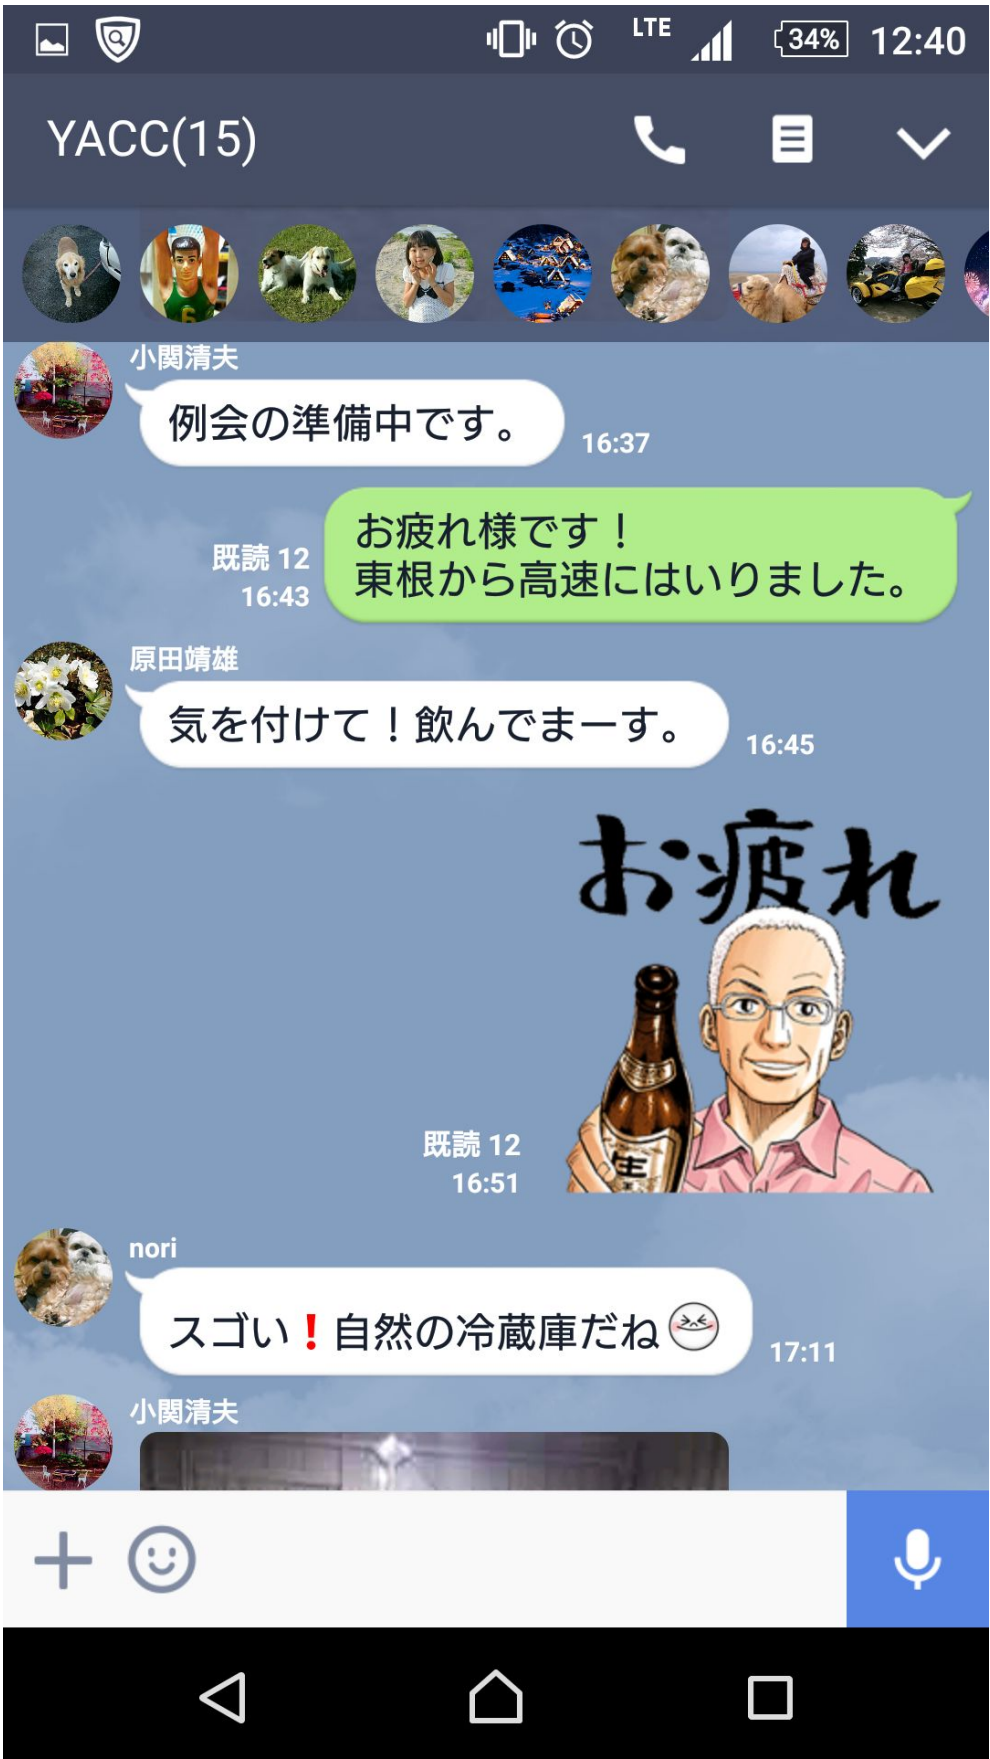 LTE
34%
12:40
YACC(15)
小関清夫
例会の準備中です。
16:37
お疲れ様です！
東根から高速にはいりました。
既読 12
16:43
原田靖雄
気を付けて！飲んでまーす。
16:45
お疲れ
生
既読 12
16:51
nori
スゴい❗自然の冷蔵庫だね
17:11
小関清夫